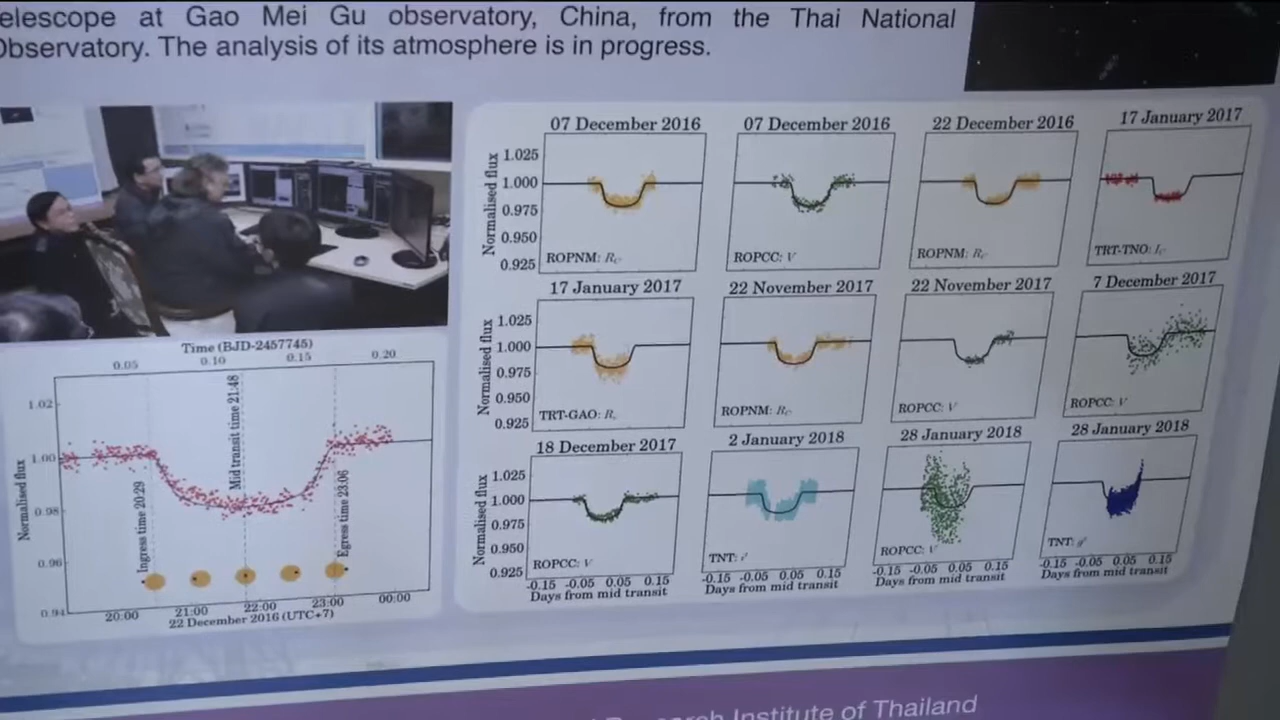 elescope at Gao Mei Gu observatory, China, from the Thai National
Observatory. The analysis of its atmosphere is in progress.
07 December 2016
07 December 2016
22 December 2016
17 January 2017
Normalised flux
1.025
1.000
0.975
0.950
0.925
ROPNM: R_C
ROPCC: V
ROPNM: R_C
TRT-TNO: I_C
17 January 2017
22 November 2017
22 November 2017
7 December 2017
Normalised flux
1.025
1.000
0.975
0.950
0.925
TRT-GAO: R_C
ROPNM: R_C
ROPCC: V
ROPCC: V
18 December 2017
2 January 2018
28 January 2018
28 January 2018
Normalised flux
1.025
1.000
0.975
0.950
0.925
ROPCC: V
TNT: r'
ROPCC: V
TNT: g'
-0.15 -0.05 0.05 0.15
-0.15 -0.05 0.05 0.15
-0.15 -0.05 0.05 0.15
-0.15 -0.05 0.05 0.15
Days from mid transit
Days from mid transit
Days from mid transit
Days from mid transit
Time (BJD-2457745)
0.05 0.10 0.15 0.20
Normalised flux
1.02
1.00
0.98
0.96
0.94
Ingress time 20:29
Mid transit time 21:48
Egress time 23:06
20:00 21:00 22:00 23:00 00:00
22 December 2016 (UTC+7)
Research Institute of Thailand